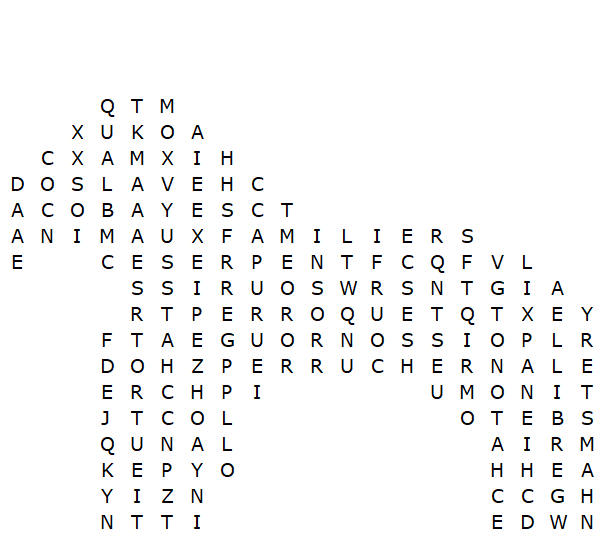 Q T M
X U K O A
C X A M X I H
D O S L A V E H C
A C O B A Y E S C T
A N I M A U X F A M I L I E R S
E C E S E R P E N T F C Q F V L
S S I R U O S W R S N T G I A
R T P E R R O Q U E T Q T X E Y
F T A E G U O R N O S S I O P L R
D O H Z P E R R U C H E R N A L E
E R C H P I U M O N I T
J T C O L O T E B S
Q U N A L A I R M
K E P Y O H H E A
Y I Z N C C G H
N T T I E D W N